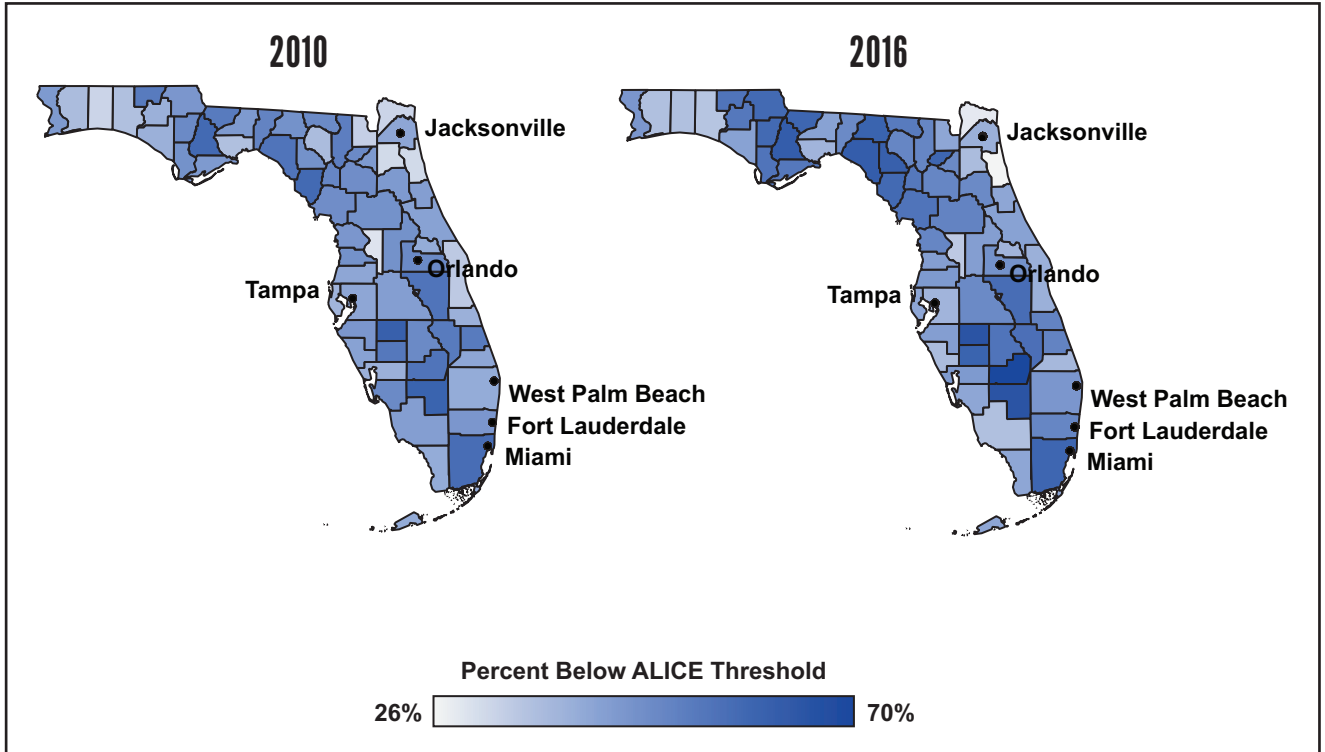 2010
2016
Jacksonville
Orlando
Tampa
West Palm Beach
Fort Lauderdale
Miami
Jacksonville
Orlando
Tampa
West Palm Beach
Fort Lauderdale
Miami
Percent Below ALICE Threshold
26% 70%